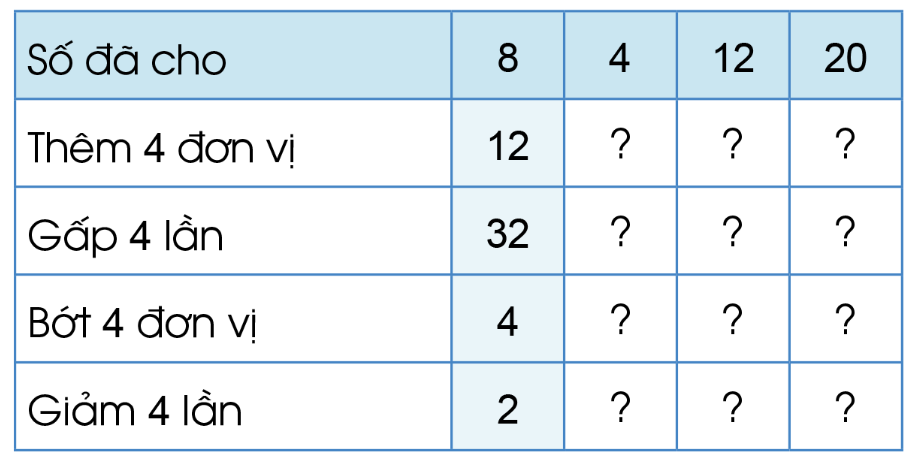 Số đã cho 8 4 12 20
Thêm 4 đơn vị 12 ? ? ?
Gấp 4 lần 32 ? ? ?
Bớt 4 đơn vị 4 ? ? ?
Giảm 4 lần 2 ? ? ?